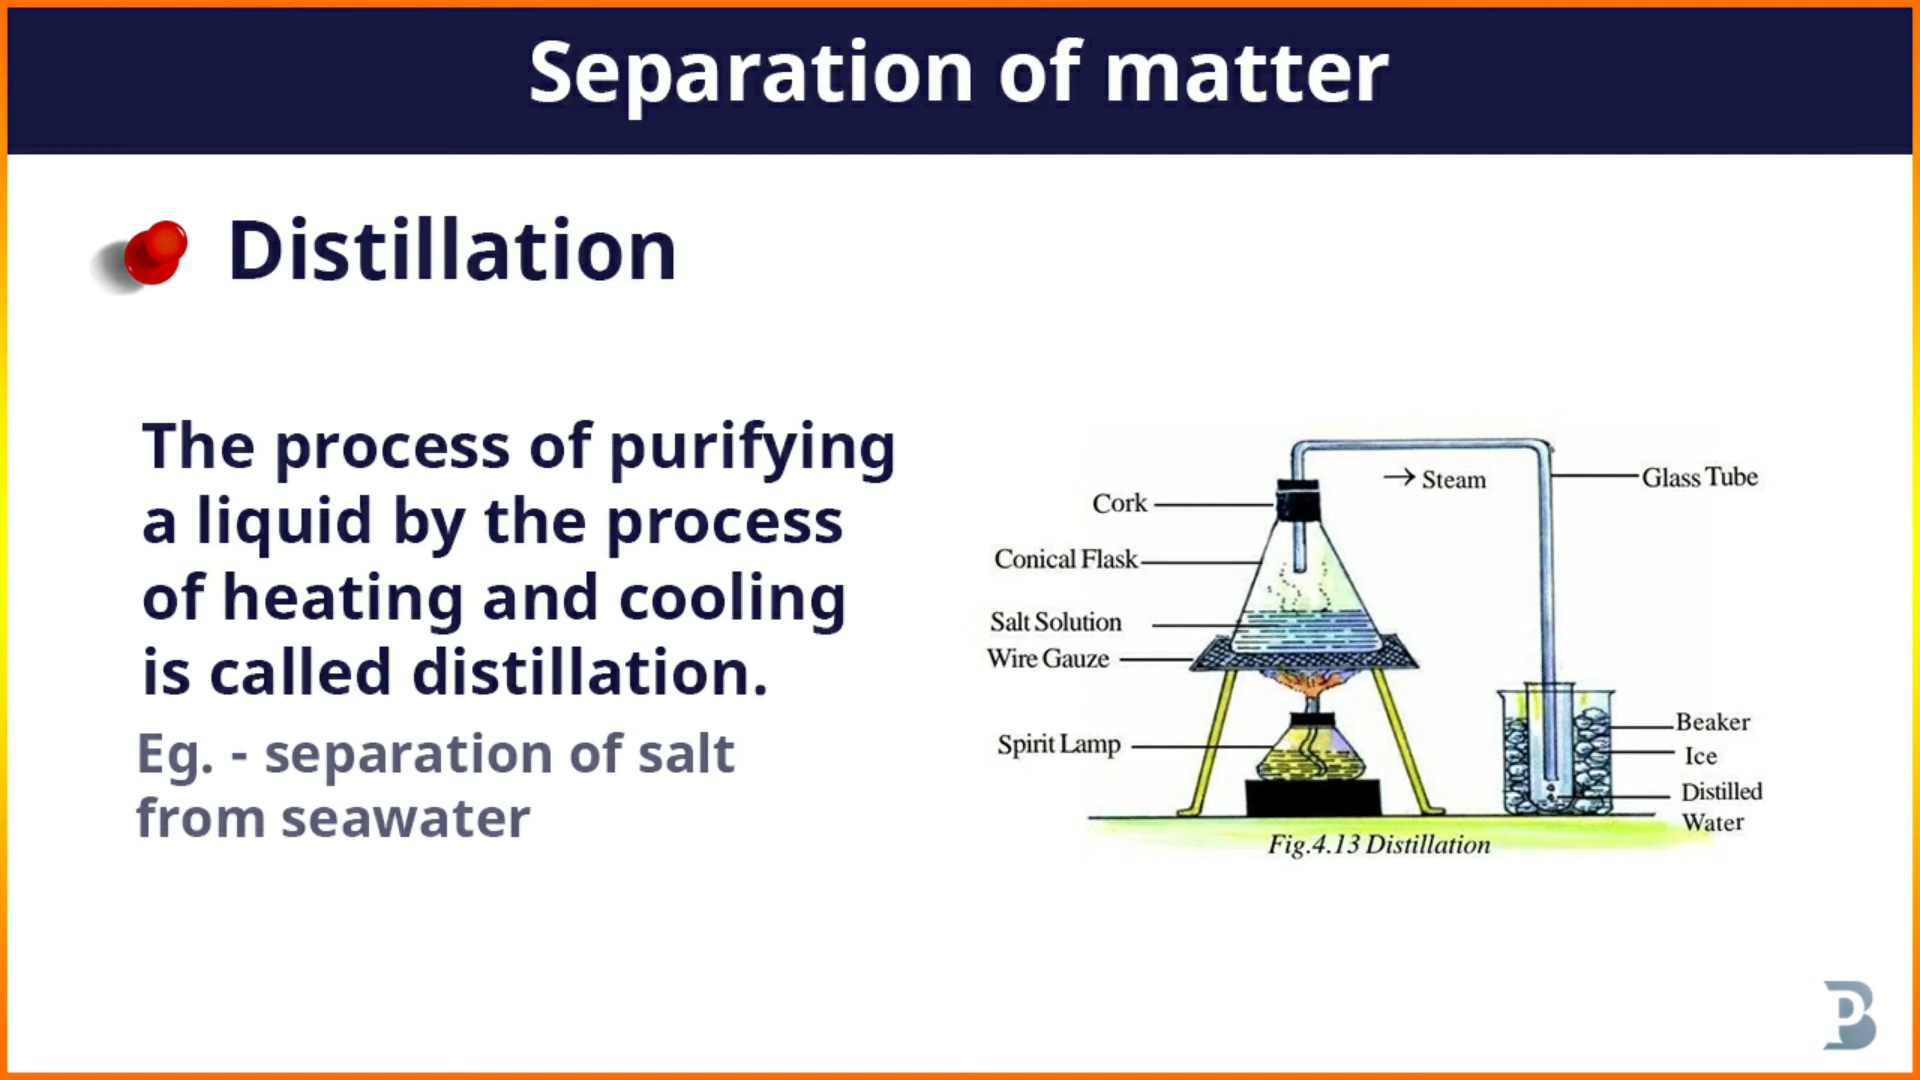 Separation of matter
Distillation
The process of purifying
a liquid by the process
of heating and cooling
is called distillation.
Eg. - separation of salt
from seawater
→ Steam
Glass Tube
Cork
Conical Flask
Salt Solution
Wire Gauze
Spirit Lamp
Beaker
Ice
Distilled
Water
Fig.4.13 Distillation